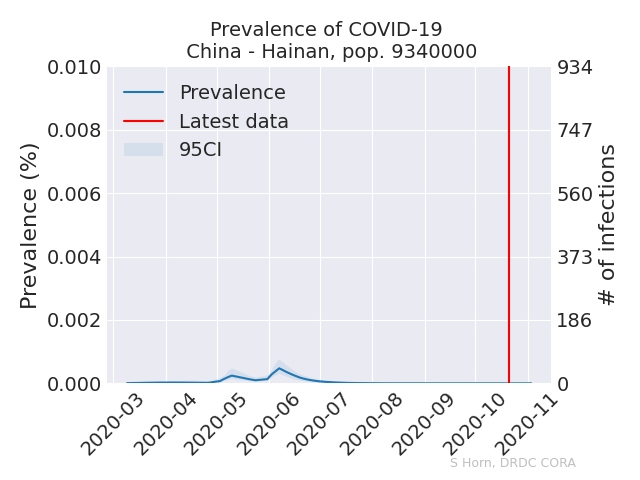 Prevalence of COVID-19
China - Hainan, pop. 9340000
Prevalence
Latest data
95CI
Prevalence (%)
0.010
0.008
0.006
0.004
0.002
0.000
934
747
560
373
186
0
# of infections
2020-03
2020-04
2020-05
2020-06
2020-07
2020-08
2020-09
2020-10
2020-11
S Horn, DRDC CORA